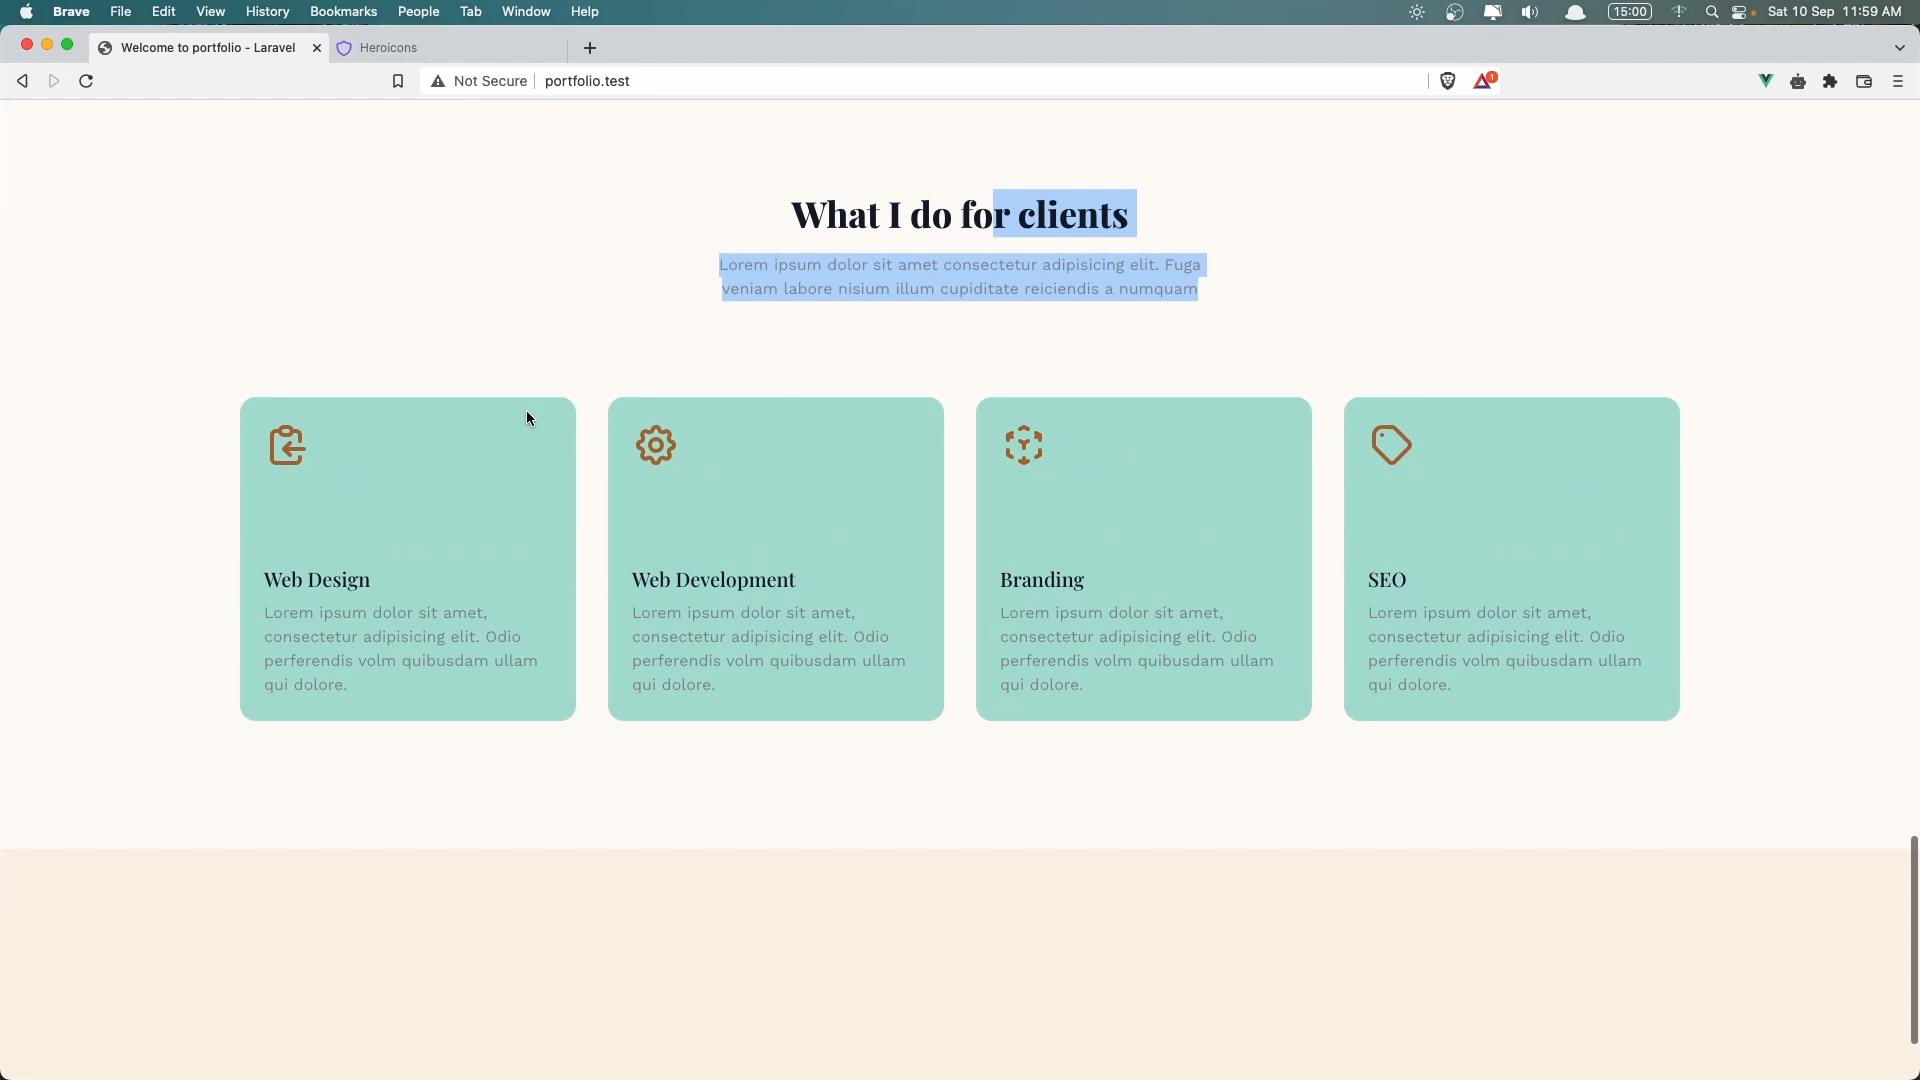 Brave File Edit View History Bookmarks People Tab Window Help 15:00 Sat 10 Sep 11:59 AM
Welcome to portfolio - Laravel Heroicons
Not Secure portfolio.test 1
What I do for clients
Lorem ipsum dolor sit amet consectetur adipisicing elit. Fuga
veniam labore nisium illum cupiditate reiciendis a numquam
Web Design
Lorem ipsum dolor sit amet,
consectetur adipisicing elit. Odio
perferendis volm quibusdam ullam
qui dolore.
Web Development
Lorem ipsum dolor sit amet,
consectetur adipisicing elit. Odio
perferendis volm quibusdam ullam
qui dolore.
Branding
Lorem ipsum dolor sit amet,
consectetur adipisicing elit. Odio
perferendis volm quibusdam ullam
qui dolore.
SEO
Lorem ipsum dolor sit amet,
consectetur adipisicing elit. Odio
perferendis volm quibusdam ullam
qui dolore.